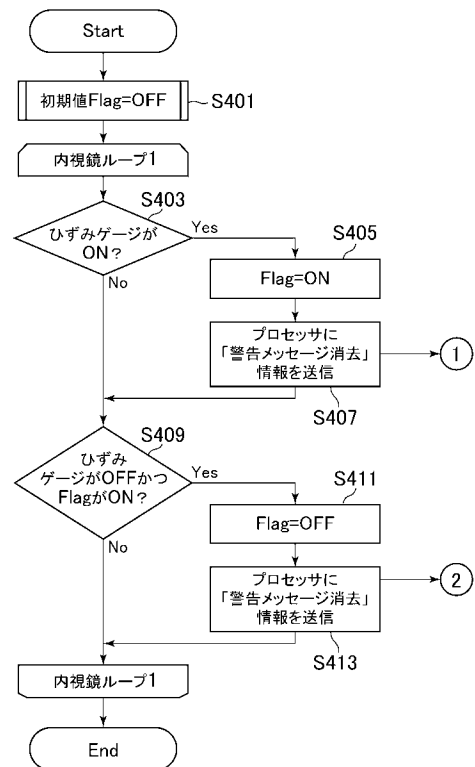 Start
初期値Flag=OFF
S401
内視鏡ループ1
S403
ひずみゲージが
ON?
Yes
No
S405
Flag=ON
プロセッサに
「警告メッセージ消去」
情報を送信
1
S407
S409
ひずみ
ゲージがOFFかつ
FlagがON?
Yes
No
S411
Flag=OFF
プロセッサに
「警告メッセージ消去」
情報を送信
2
S413
内視鏡ループ1
End